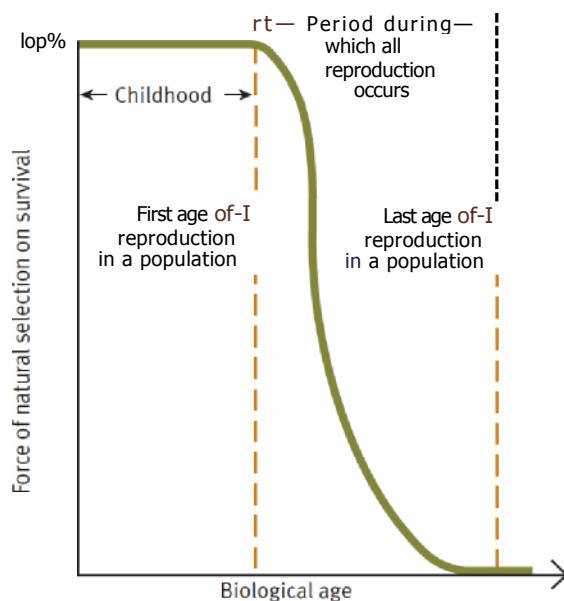 rt— Period during—
which all
reproduction
occurs
lop%
Childhood
First age of-I
reproduction
in a population
Last age of-I
reproduction
in a population
Force of natural selection on survival
Biological age